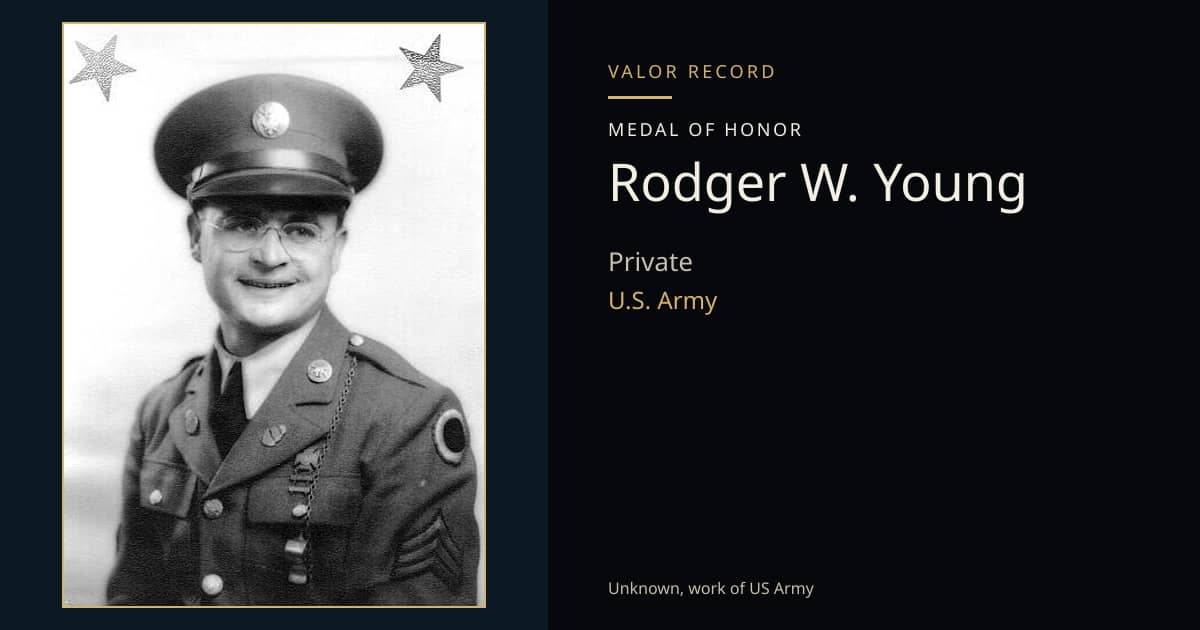 VALOR RECORD
MEDAL OF HONOR
Rodger W. Young
Private
U.S. Army
Unknown, work of US Army